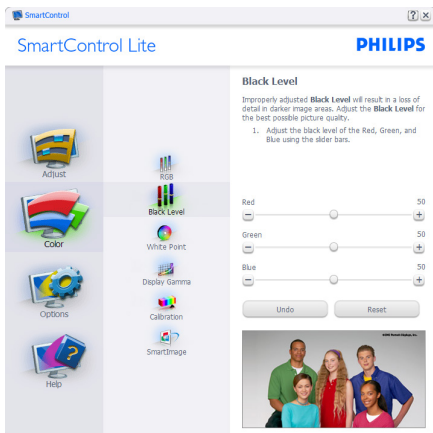 SmartControl
SmartControl Lite
PHILIPS
Adjust
Color
Options
Help
RGB
Black Level
White Point
Display Gamma
Calibration
SmartImage
Black Level
Improperly adjusted Black Level will result in a loss of
detail in darker image areas. Adjust the Black Level for
the best possible picture quality.
1. Adjust the black level of the Red, Green, and
Blue using the slider bars.
Red 50
Green 50
Blue 50
Undo Reset